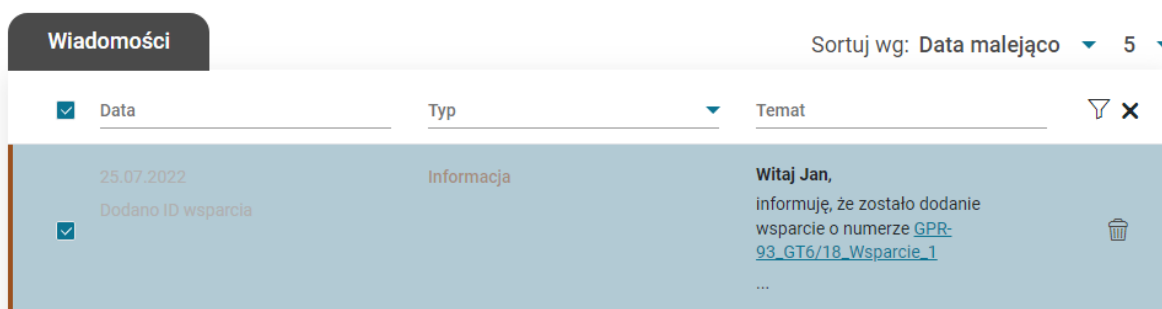 Wiadomości
Sortuj wg: Data malejąco 5
Data Typ Temat
25.07.2022 Informacja Witaj Jan,
Dodano ID wsparcia informuję, że zostało dodanie
wsparcie o numerze GPR-
93_GT6/18_Wsparcie_1
...